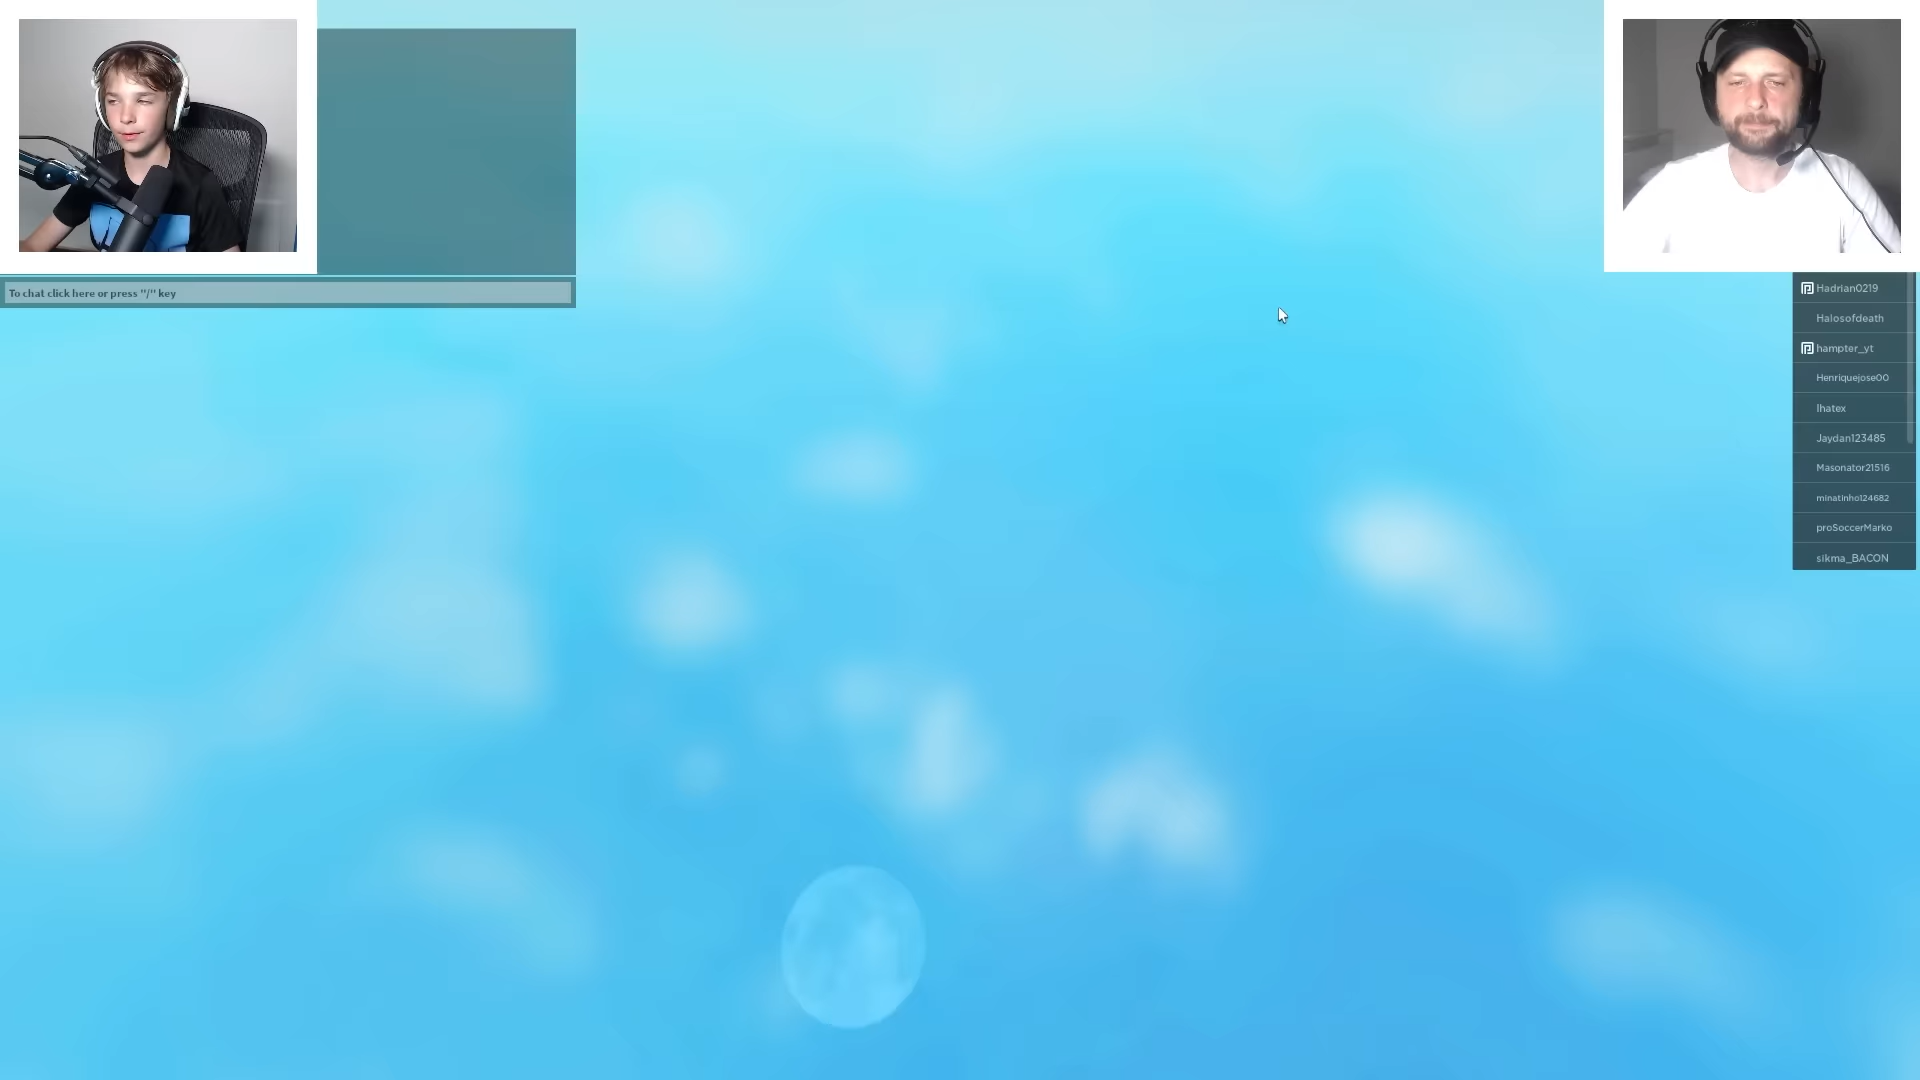 To chat click here or press "/" key
Hadrian0219
Halosofdeath
hampter_yt
Henriquejose00
Ihatex
Jaydan123485
Masonator21516
minatinho124682
proSoccerMarko
sikma_BACON